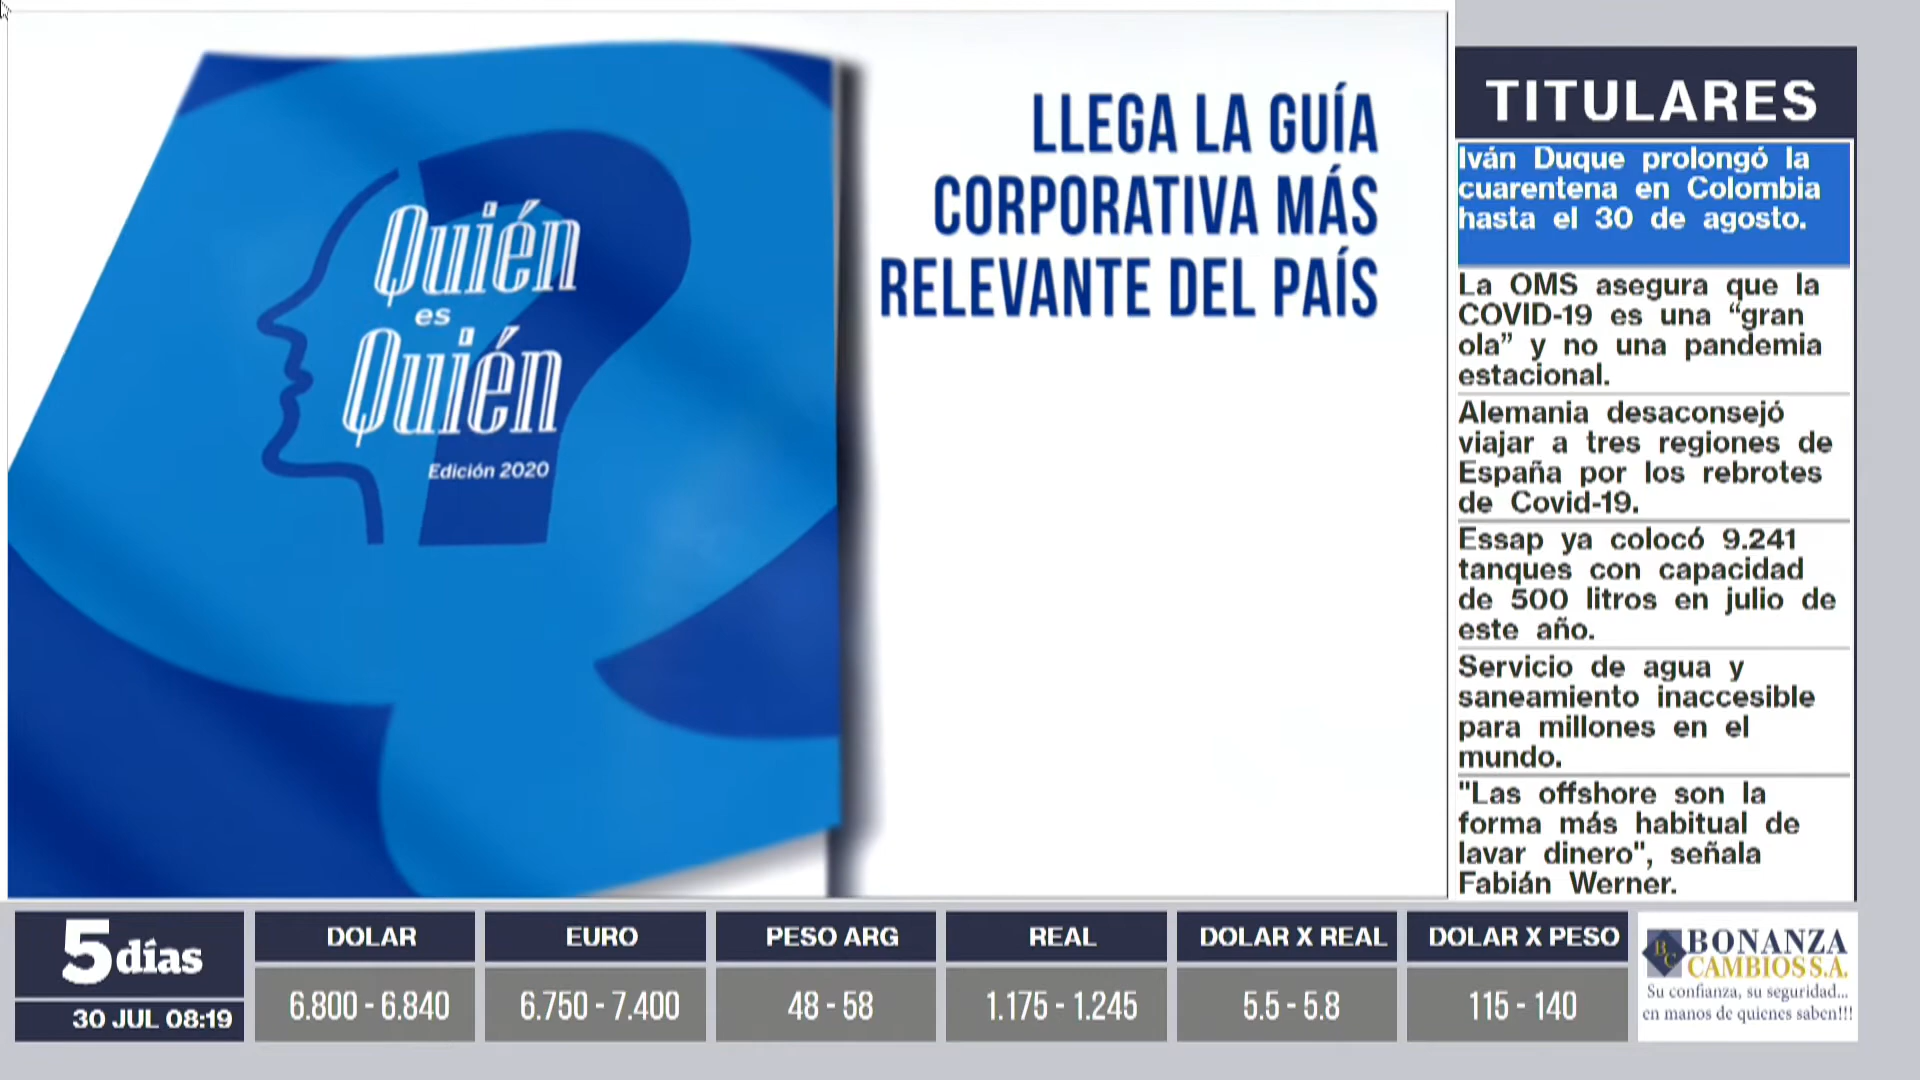 Quién
es
Quién
Edición 2020
LLEGA LA GUÍA
CORPORATIVA MÁS
RELEVANTE DEL PAÍS
TITULARES
Iván Duque prolongó la
cuarentena en Colombia
hasta el 30 de agosto.
La OMS asegura que la
COVID-19 es una “gran
ola” y no una pandemia
estacional.
Alemania desaconsejó
viajar a tres regiones de
España por los rebrotes
de Covid-19.
Essap ya colocó 9.241
tanques con capacidad
de 500 litros en julio de
este año.
Servicio de agua y
saneamiento inaccesible
para millones en el
mundo.
"Las offshore son la
forma más habitual de
lavar dinero", señala
Fabián Werner.
5días
30 JUL 08:19
DOLAR
6.800 - 6.840
EURO
6.750 - 7.400
PESO ARG
48 - 58
REAL
1.175 - 1.245
DOLAR X REAL
5.5 - 5.8
DOLAR X PESO
115 - 140
BC
BONANZA
CAMBIOS S.A.
Su confianza, su seguridad...
en manos de quienes saben!!!